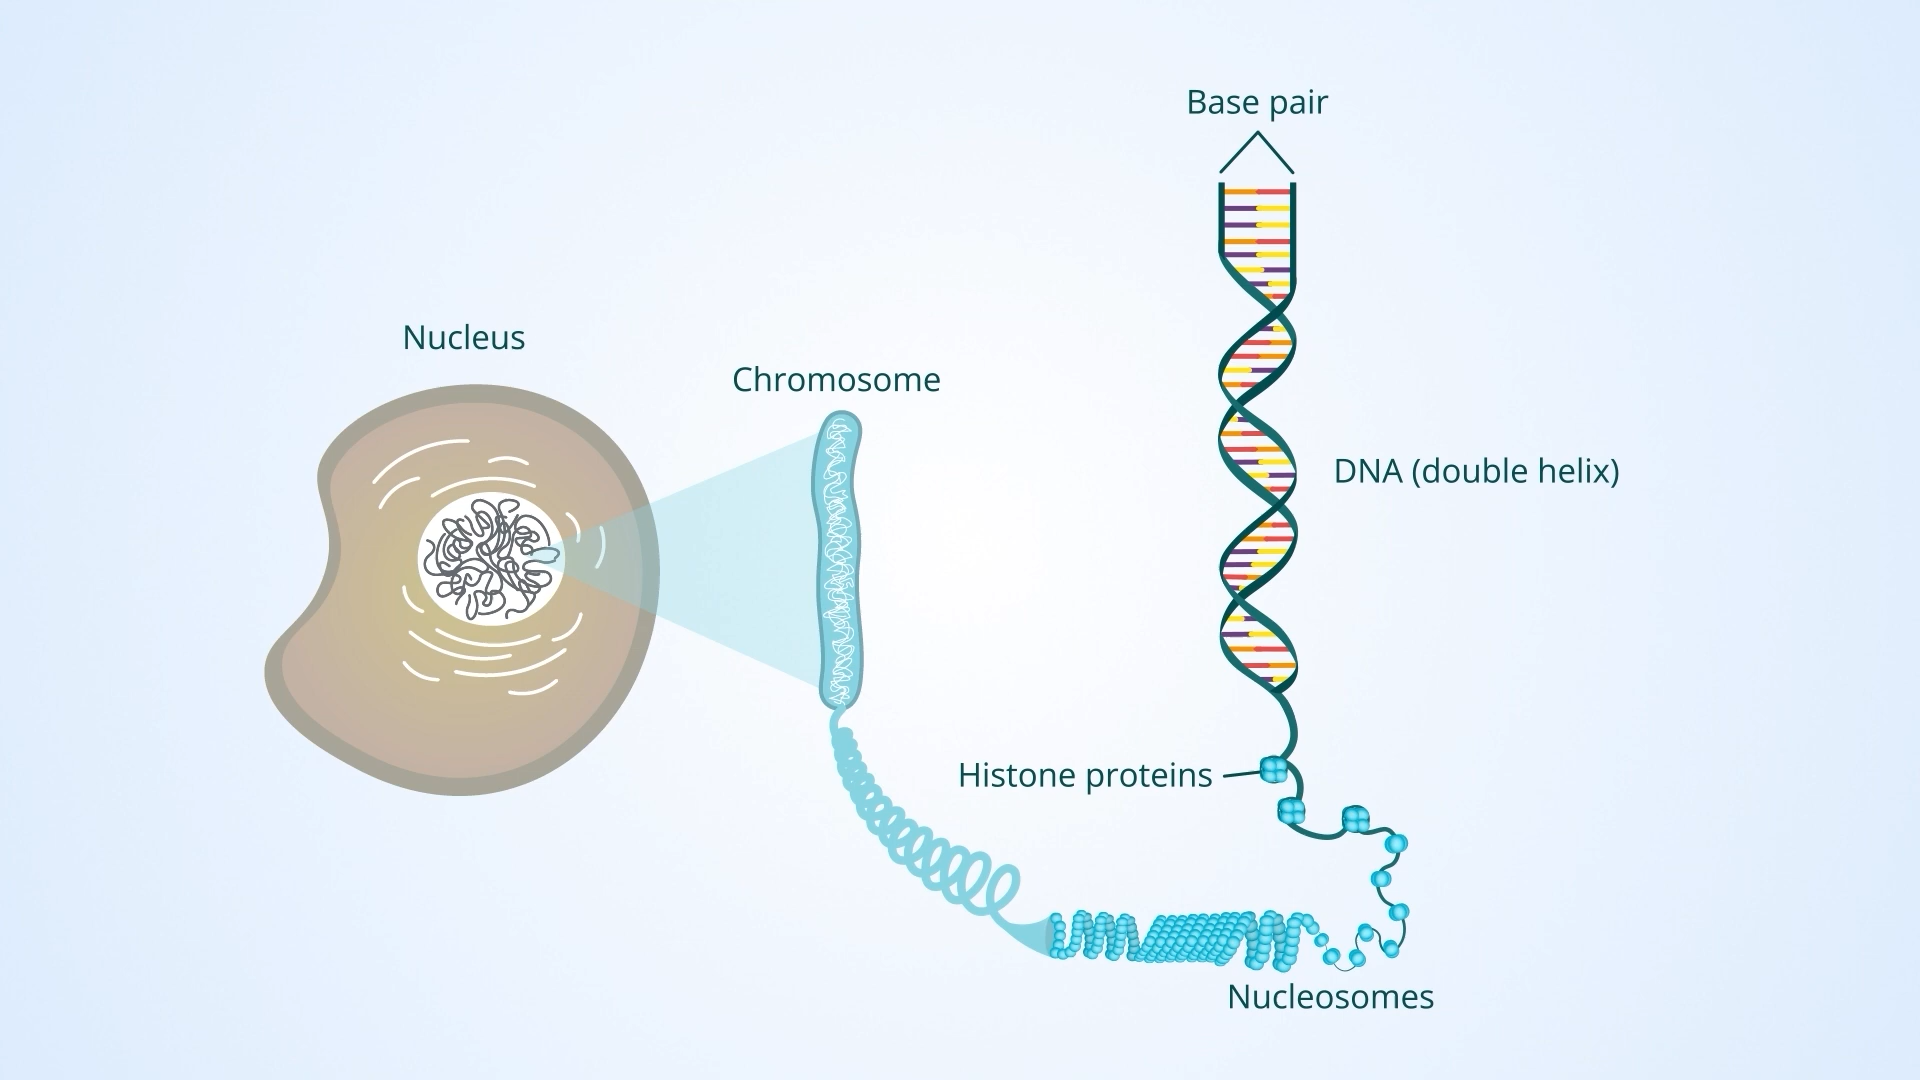 Base pair
Nucleus
Chromosome
DNA (double helix)
Histone proteins
Nucleosomes